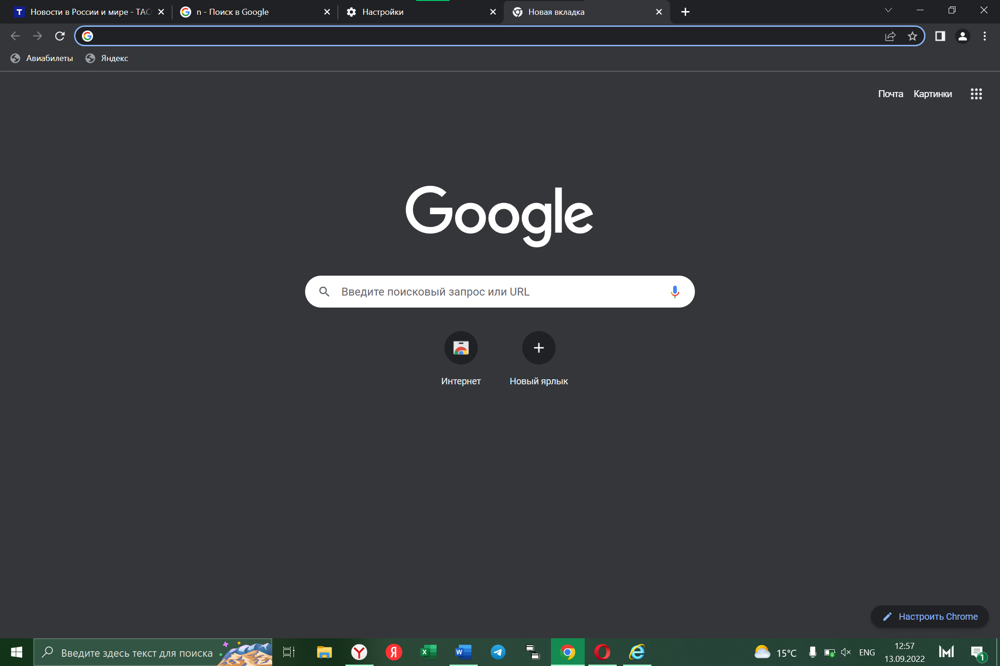 Новости в России и мире - ТАС
n - Поиск в Google
Настройки
Новая вкладка
Авиабилеты
Яндекс
Почта
Картинки
Google
Введите поисковый запрос или URL
Интернет
Новый ярлык
Настроить Chrome
Введите здесь текст для поиска
15°C
ENG
12:57
13.09.2022
1